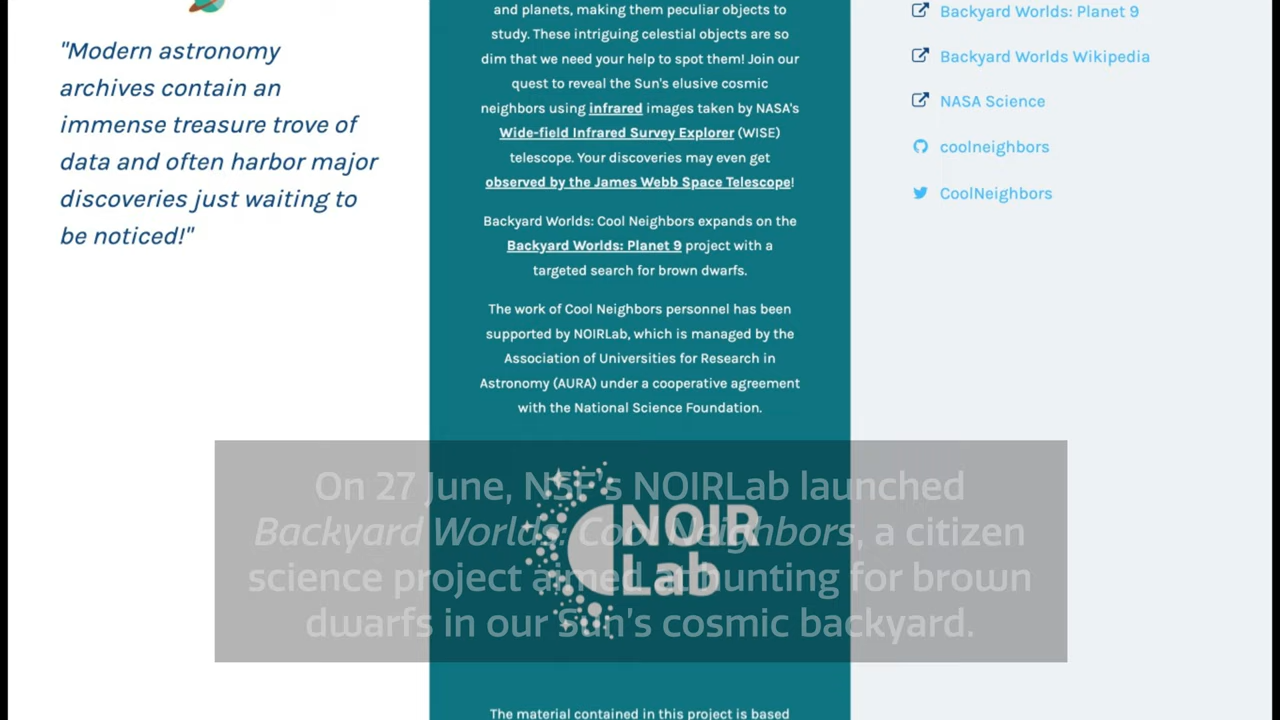 "Modern astronomy
archives contain an
immense treasure trove of
data and often harbor major
discoveries just waiting to
be noticed!"
and planets, making them peculiar objects to
study. These intriguing celestial objects are so
dim that we need your help to spot them! Join our
quest to reveal the Sun's elusive cosmic
neighbors using infrared images taken by NASA's
Wide-field Infrared Survey Explorer (WISE)
telescope. Your discoveries may even get
observed by the James Webb Space Telescope!
Backyard Worlds: Cool Neighbors expands on the
Backyard Worlds: Planet 9 project with a
targeted search for brown dwarfs.
The work of Cool Neighbors personnel has been
supported by NOIRLab, which is managed by the
Association of Universities for Research in
Astronomy (AURA) under a cooperative agreement
with the National Science Foundation.
NOIR
Lab
The material contained in this project is based
Backyard Worlds: Planet 9
Backyard Worlds Wikipedia
NASA Science
coolneighbors
CoolNeighbors
On 27 June, NSF's NOIRLab launched
Backyard Worlds: Cool Neighbors, a citizen
science project aimed at hunting for brown
dwarfs in our Sun's cosmic backyard.